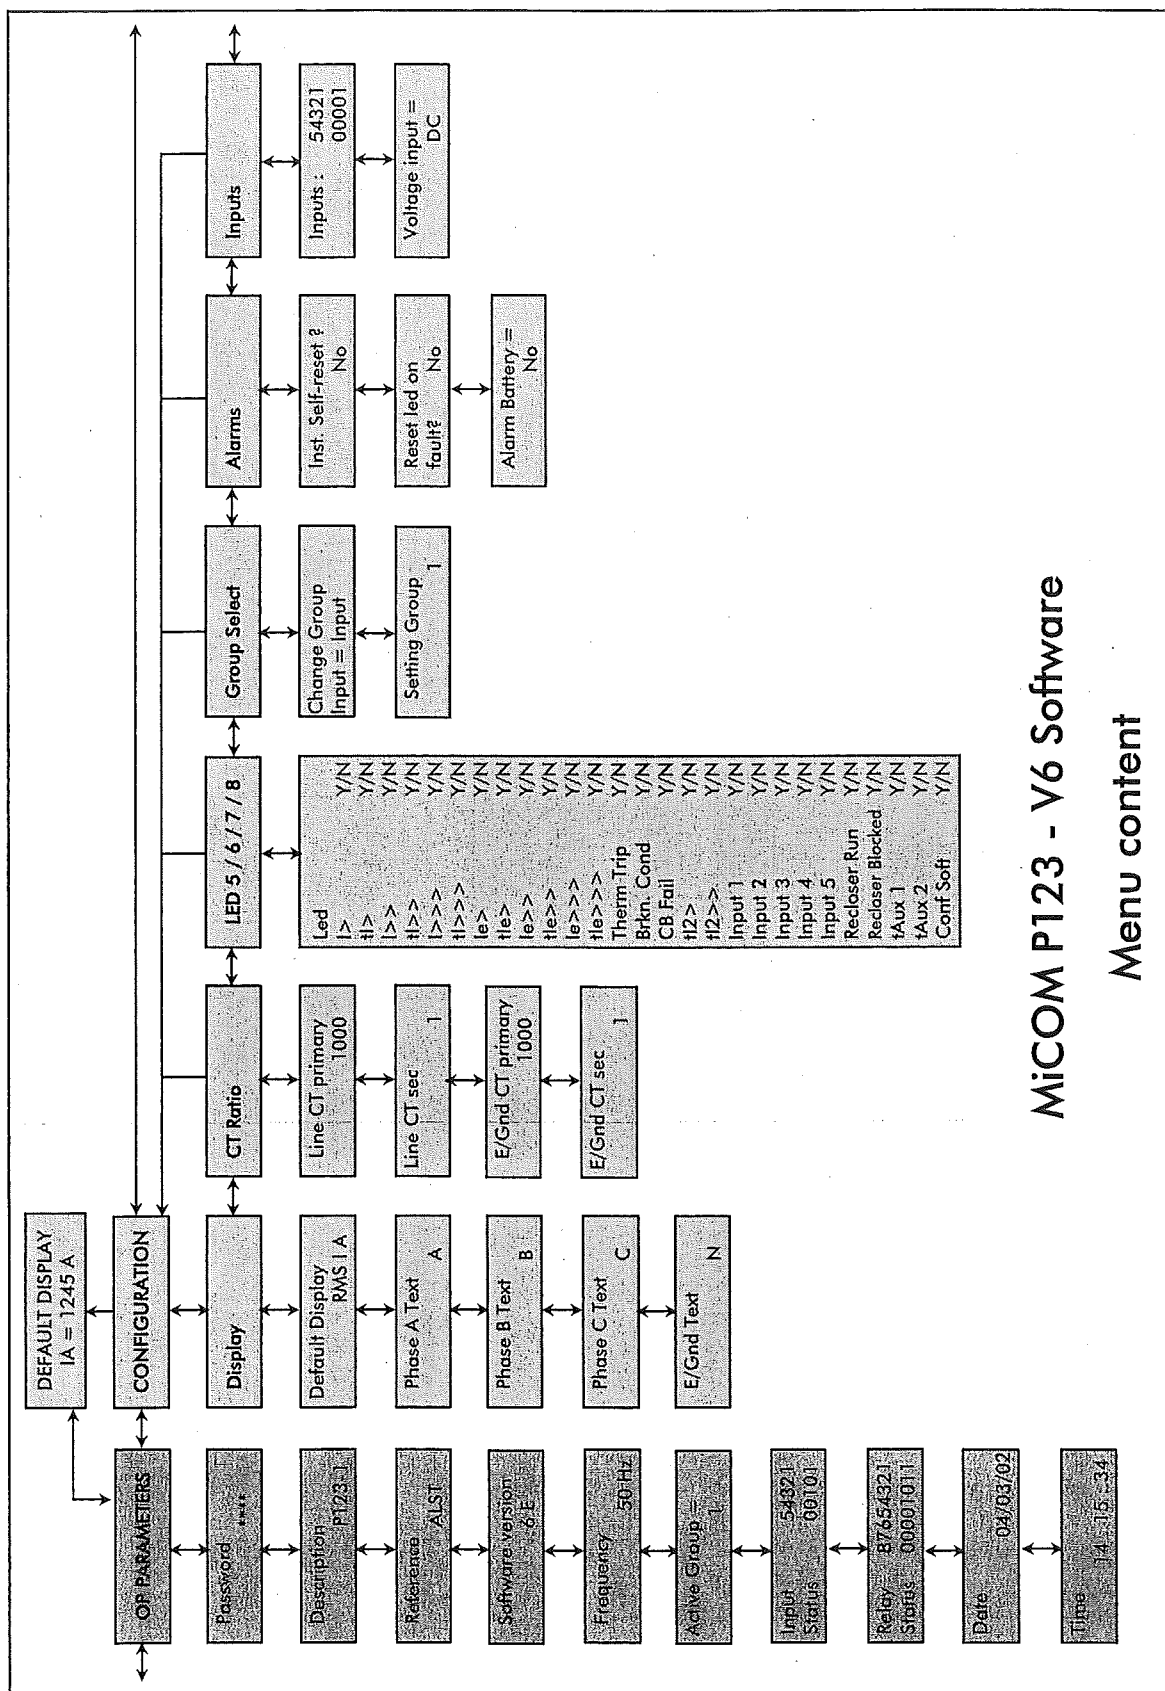 DEFAULT DISPLAY
IA = 1245 A
OP PARAMETERS
Password
****
Description
P123-1
Reference
ALST
Software version
6.E
Frequency
50 Hz
Active Group =
1
Input 54321
Status 00101
Relay 87654321
Status 00001011
Date
04/03/02
Time
14 : 15 : 34
CONFIGURATION
Display
Default Display
RMS I A
Phase A Text
A
Phase B Text
B
Phase C Text
C
E/Gnd Text
N
CT Ratio
Line CT primary
1000
Line CT sec
1
E/Gnd CT primary
1000
E/Gnd CT sec
1
LED 5 / 6 / 7 / 8
Led
I> Y/N
tI> Y/N
I>> Y/N
tI>> Y/N
I>>> Y/N
tI>>> Y/N
Ie> Y/N
tIe> Y/N
Ie>> Y/N
tIe>> Y/N
Ie>>> Y/N
tIe>>> Y/N
Therm Trip Y/N
Brkn. Cond Y/N
CB Fail Y/N
tI2> Y/N
tI2>> Y/N
Input 1 Y/N
Input 2 Y/N
Input 3 Y/N
Input 4 Y/N
Input 5 Y/N
Recloser Run Y/N
Recloser Blocked Y/N
tAux 1 Y/N
tAux 2 Y/N
Conf Soft Y/N
Group Select
Change Group
Input = Input
Setting Group
1
Alarms
Inst. Self-reset ?
No
Reset led on
fault? No
Alarm Battery =
No
Inputs
Inputs : 54321
00001
Voltage input =
DC
MiCOM P123 - V6 Software
Menu content